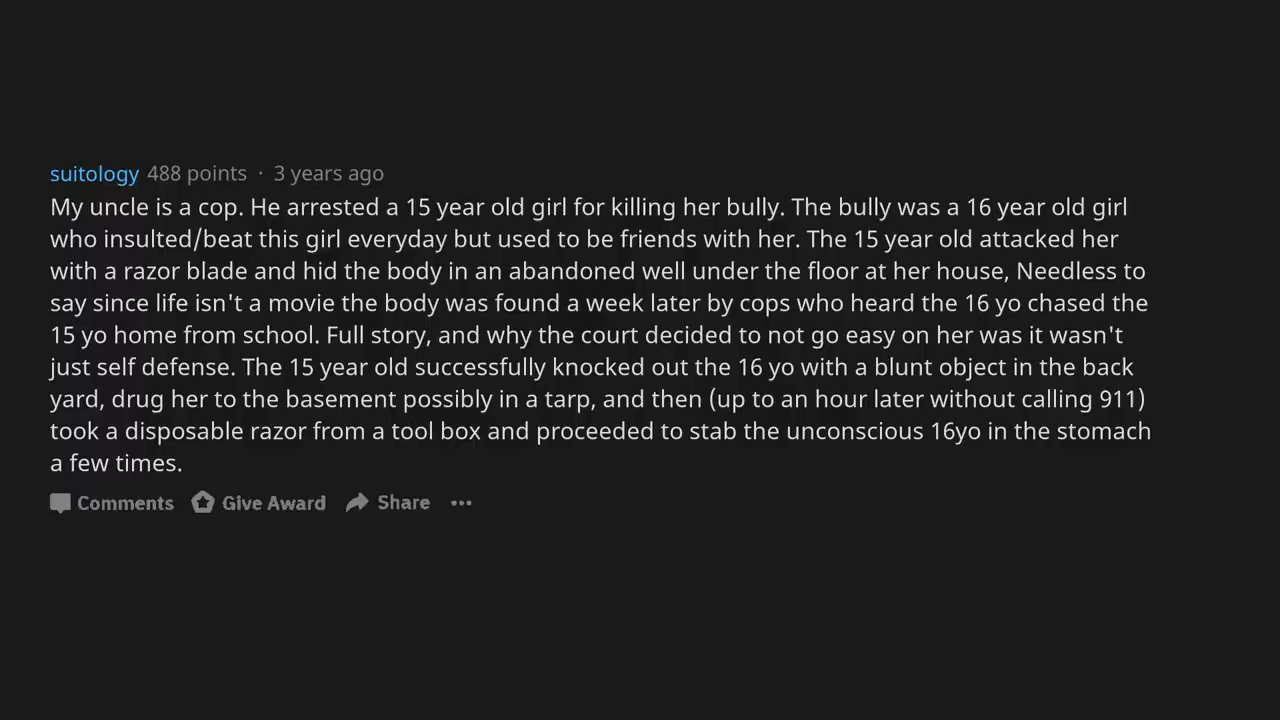 suitology 488 points · 3 years ago
My uncle is a cop. He arrested a 15 year old girl for killing her bully. The bully was a 16 year old girl
who insulted/beat this girl everyday but used to be friends with her. The 15 year old attacked her
with a razor blade and hid the body in an abandoned well under the floor at her house, Needless to
say since life isn't a movie the body was found a week later by cops who heard the 16 yo chased the
15 yo home from school. Full story, and why the court decided to not go easy on her was it wasn't
just self defense. The 15 year old successfully knocked out the 16 yo with a blunt object in the back
yard, drug her to the basement possibly in a tarp, and then (up to an hour later without calling 911)
took a disposable razor from a tool box and proceeded to stab the unconscious 16yo in the stomach
a few times.
Comments Give Award Share ···